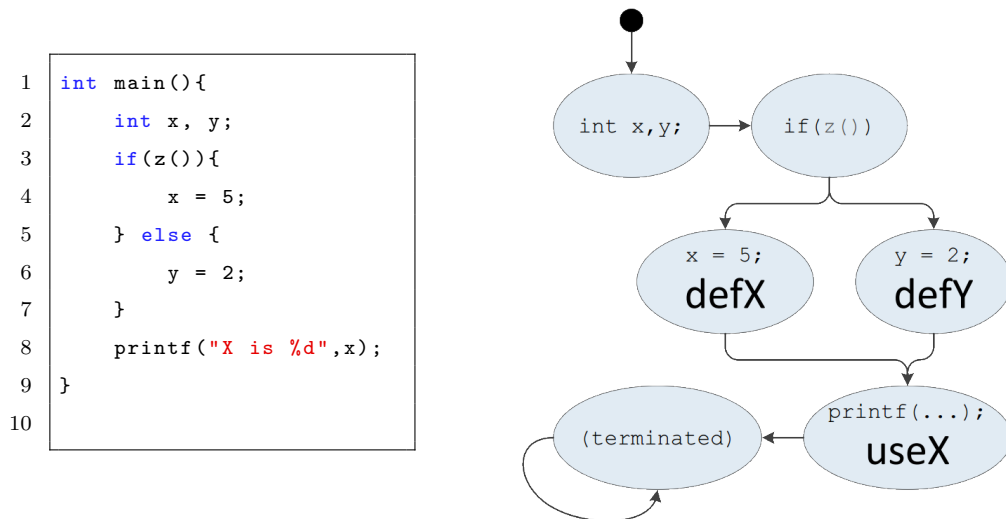 1 int main(){
2 int x, y;
3 if(z()){
4 x = 5;
5 } else {
6 y = 2;
7 }
8 printf("X is %d",x);
9 }
10
int x,y;
if(z())
x = 5;
defX
y = 2;
defY
printf(...);
useX
(terminated)